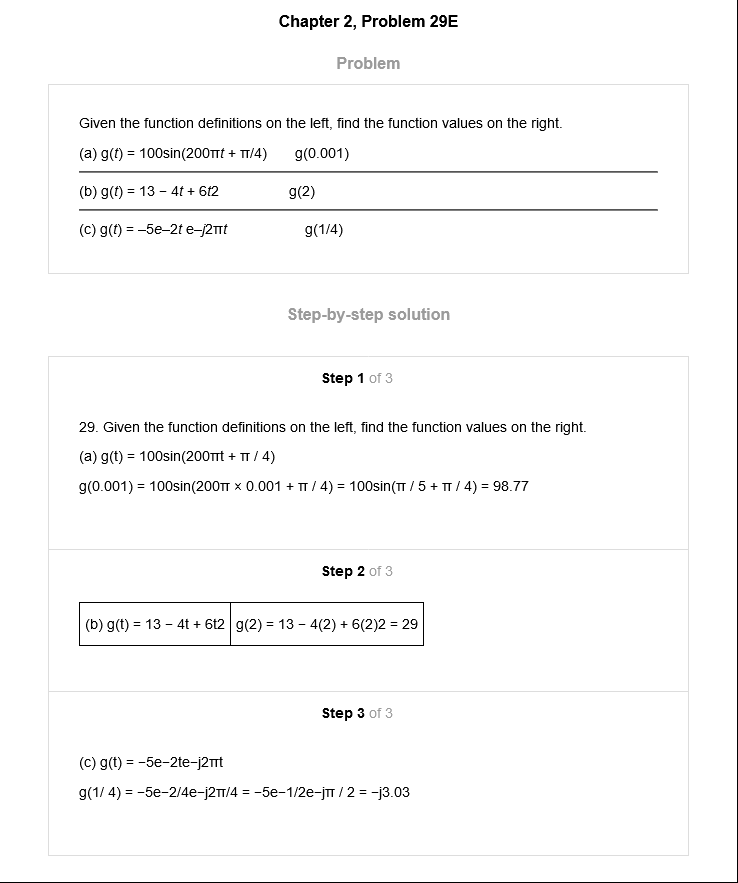 Chapter 2, Problem 29E
Problem
Given the function definitions on the left, find the function values on the right.
(a) g(t) = 100sin(200πt + π/4) g(0.001)
(b) g(t) = 13 − 4t + 6t2 g(2)
(c) g(t) = –5e–2t e–j2πt g(1/4)
Step-by-step solution
Step 1 of 3
29. Given the function definitions on the left, find the function values on the right.
(a) g(t) = 100sin(200πt + π / 4)
g(0.001) = 100sin(200π × 0.001 + π / 4) = 100sin(π / 5 + π / 4) = 98.77
Step 2 of 3
(b) g(t) = 13 − 4t + 6t2 g(2) = 13 − 4(2) + 6(2)2 = 29
Step 3 of 3
(c) g(t) = −5e−2te−j2πt
g(1/ 4) = −5e−2/4e−j2π/4 = −5e−1/2e−jπ / 2 = −j3.03